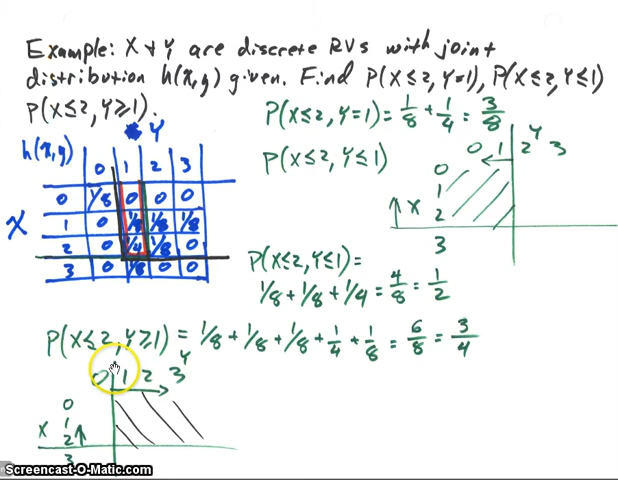 Example: X & Y are discrete RVs with joint
distribution h(x,y) given. Find P(X≤2, Y=1), P(X≤2, Y≤1)
P(X≤2, Y≥1).
P(X≤2, Y=1) = 1/8 + 1/4 = 3/8
Y
h(x,y)
0 1 2 3
0 1/8 0 0 0
X 1 0 1/8 1/8 1/8
2 0 1/4 1/8 0
3 0 1/8 0 0
P(X≤2, Y≤1)
Y
0 1 2 3
0
1
X 2
3
P(X≤2, Y≤1) =
1/8 + 1/8 + 1/4 = 4/8 = 1/2
P(X≤2, Y≥1) = 1/8 + 1/8 + 1/8 + 1/4 + 1/8 = 6/8 = 3/4
Y
0 1 2 3
0
X 1
2
3
Screencast-O-Matic.com